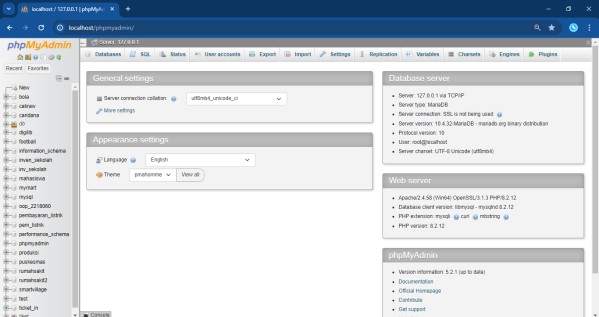 localhost / 127.0.0.1 | phpMyAd
localhost/phpmyadmin/
phpMyAdmin
Recent Favorites
New
bola
catnaw
cardana
db
digilib
football
information_schema
inven_sekolah
inv_sekolah
mahasiswa
mymart
mysql
oop_2218060
pembayaran_listrik
pem_listrik
performance_schema
phpmyadmin
produksi
puskesmas
rumahsakit
rumahsakit2
smartvillage
test
ticket_in
Server: 127.0.0.1
Databases SQL Status User accounts Export Import Settings Replication Variables Charsets Engines Plugins
General settings
Server connection collation: utf8mb4_unicode_ci
More settings
Appearance settings
Language English
Theme pmahomme View all
Database server
Server: 127.0.0.1 via TCP/IP
Server type: MariaDB
Server connection: SSL is not being used
Server version: 10.4.32-MariaDB - mariadb.org binary distribution
Protocol version: 10
User: root@localhost
Server charset: UTF-8 Unicode (utf8mb4)
Web server
Apache/2.4.58 (Win64) OpenSSL/3.1.3 PHP/8.2.12
Database client version: libmysql - mysqlnd 8.2.12
PHP extension: mysqli curl mbstring
PHP version: 8.2.12
phpMyAdmin
Version information: 5.2.1 (up to date)
Documentation
Official Homepage
Contribute
Get support
Console